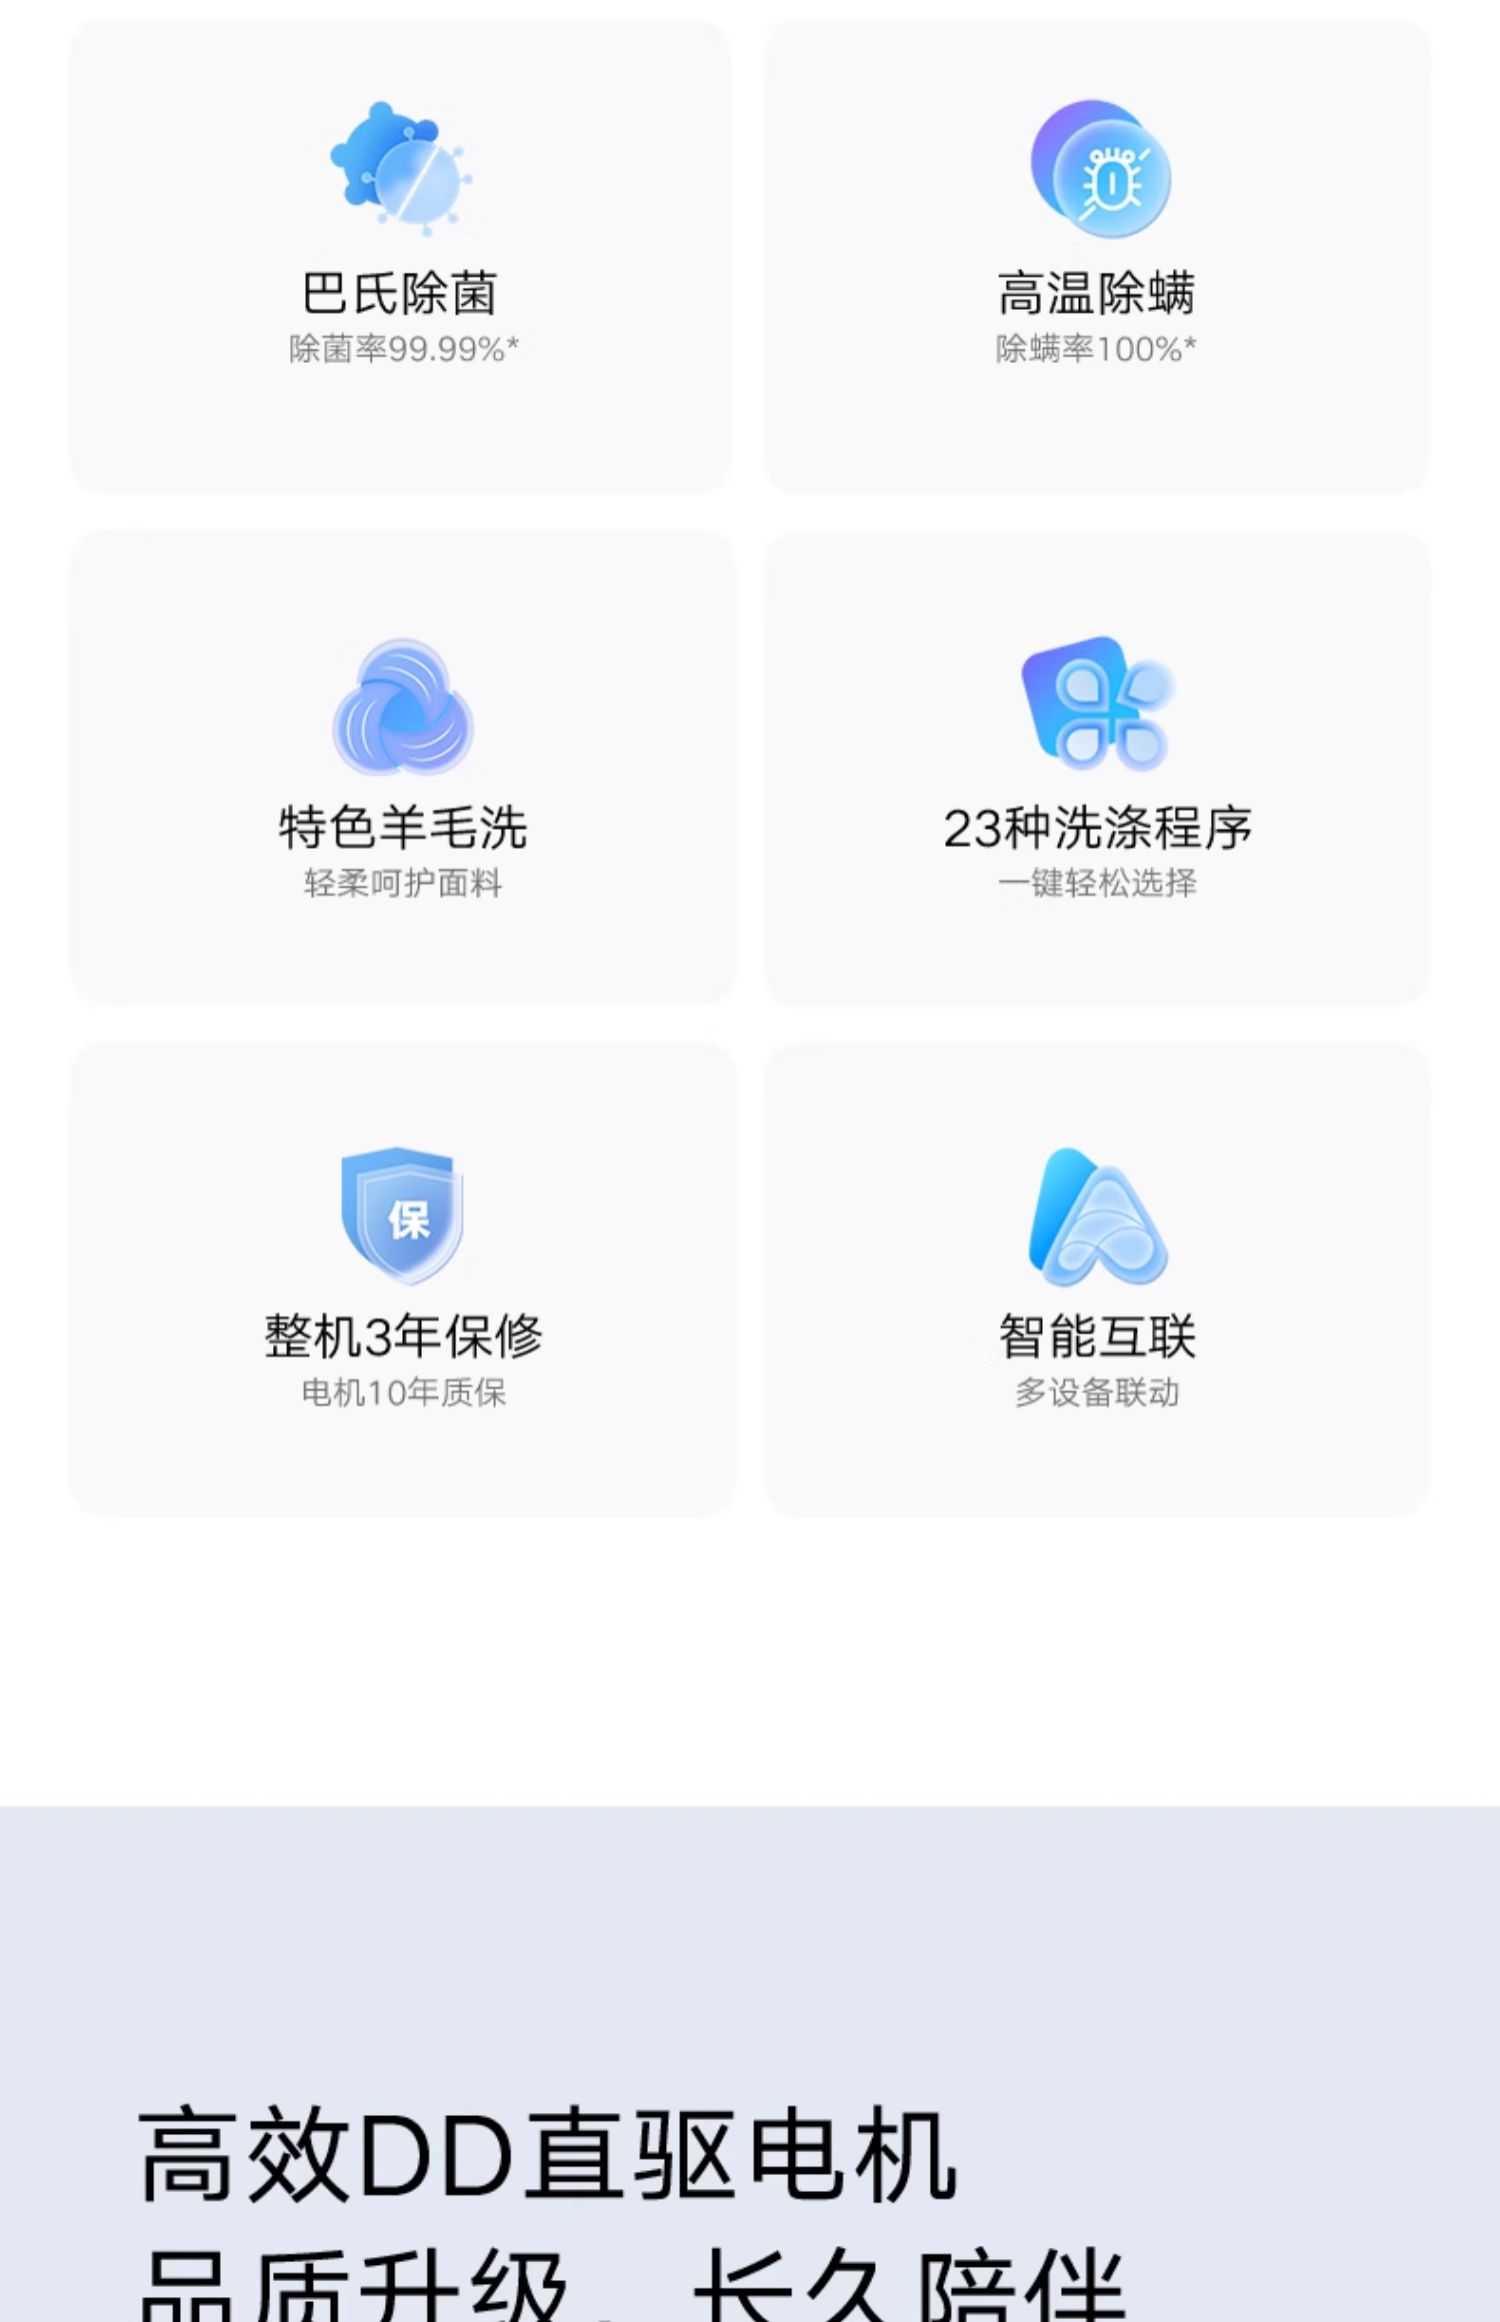 巴氏除菌
除菌率99.99%*
高温除螨
除螨率100%*
特色羊毛洗
轻柔呵护面料
23种洗涤程序
一键轻松选择
保
整机3年保修
电机10年质保
智能互联
多设备联动
高效DD直驱电机
品质升级，长久陪伴